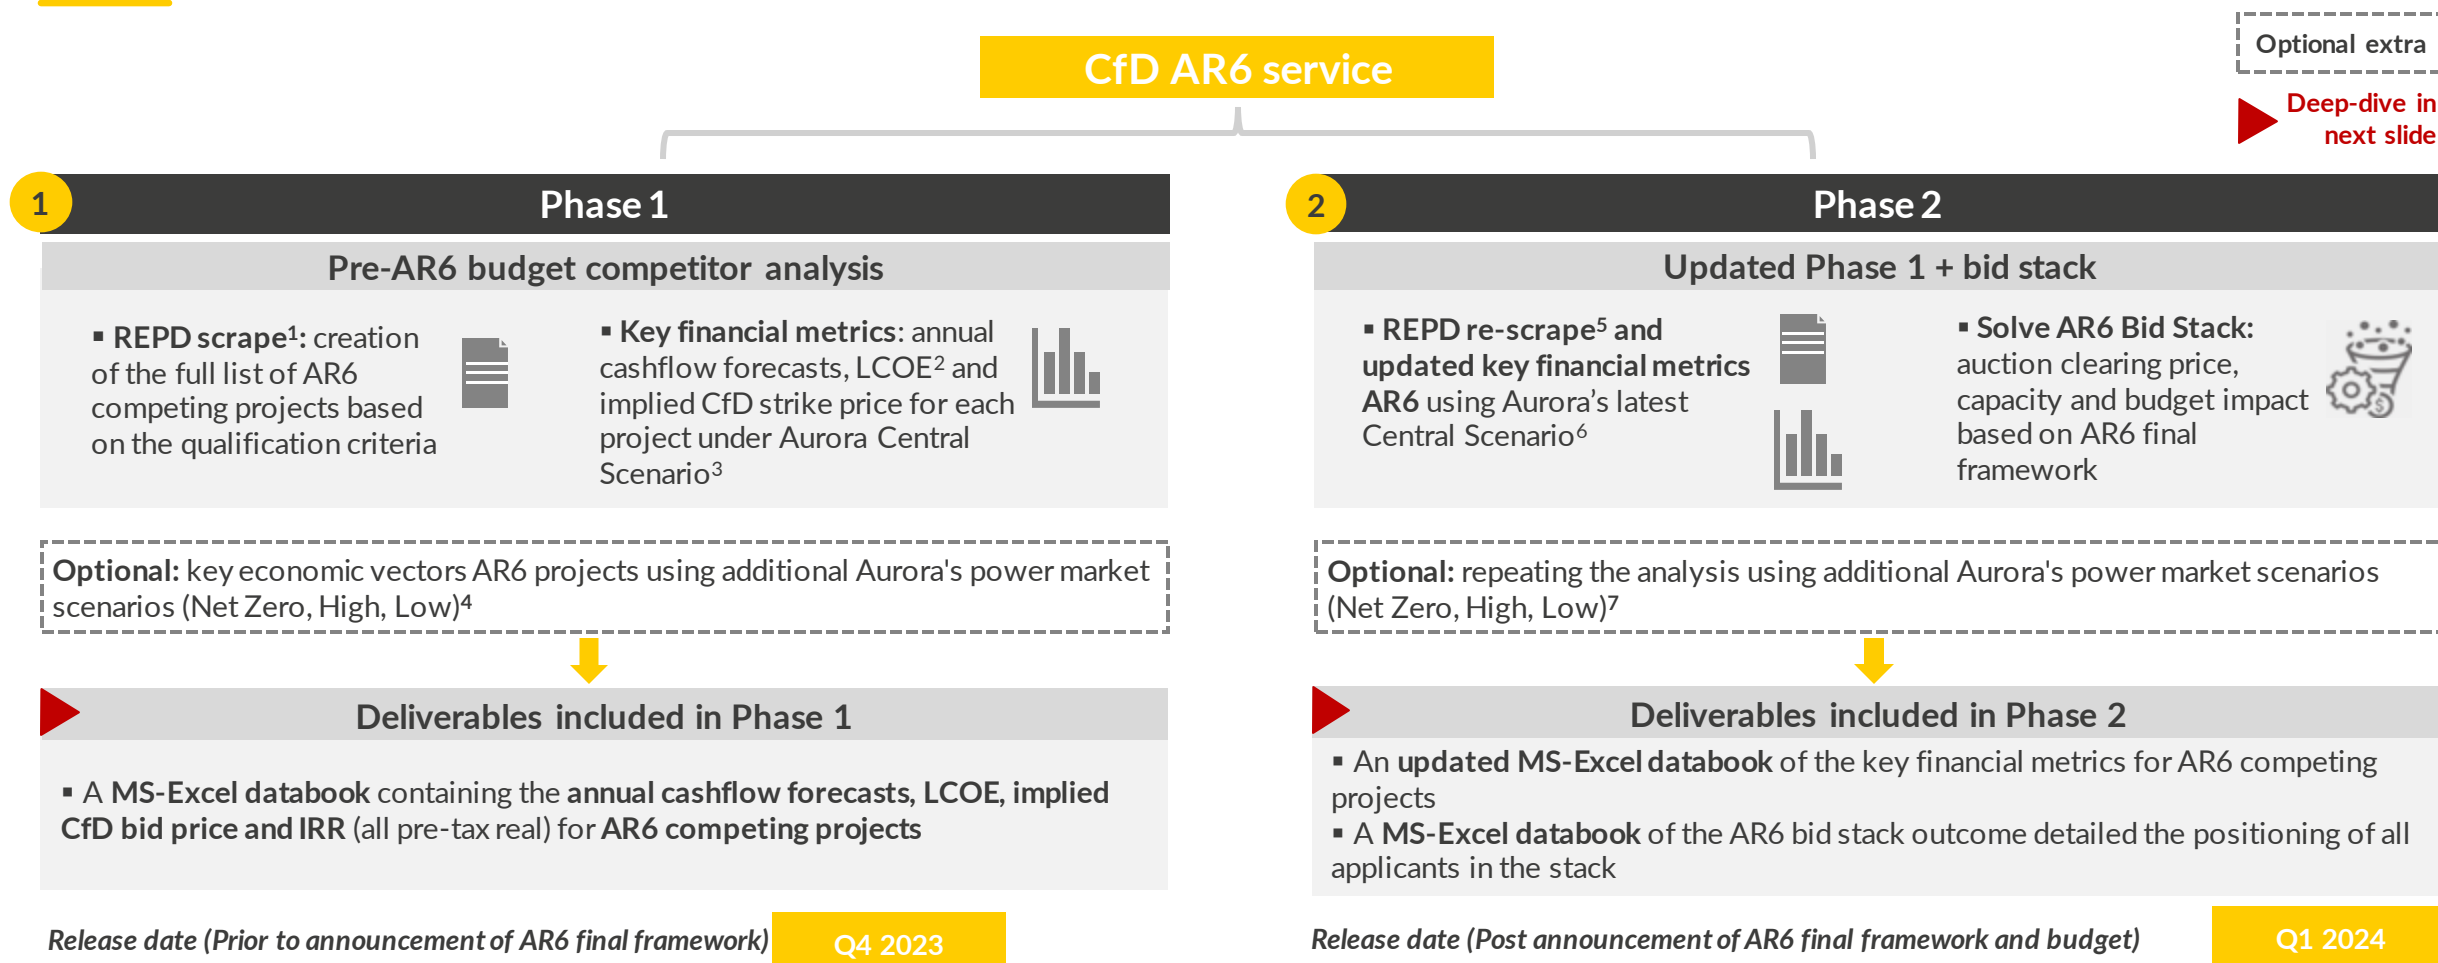 CfD AR6 service
Optional extra
Deep-dive in
next slide
1
Phase 1
Pre-AR6 budget competitor analysis
▪ REPD scrape¹: creation
of the full list of AR6
competing projects based
on the qualification criteria
▪ Key financial metrics: annual
cashflow forecasts, LCOE² and
implied CfD strike price for each
project under Aurora Central
Scenario³
Optional: key economic vectors AR6 projects using additional Aurora's power market
scenarios (Net Zero, High, Low)⁴
Deliverables included in Phase 1
▪ A MS-Excel databook containing the annual cashflow forecasts, LCOE, implied
CfD bid price and IRR (all pre-tax real) for AR6 competing projects
Release date (Prior to announcement of AR6 final framework)
Q4 2023
2
Phase 2
Updated Phase 1 + bid stack
▪ REPD re-scrape⁵ and
updated key financial metrics
AR6 using Aurora’s latest
Central Scenario⁶
▪ Solve AR6 Bid Stack:
auction clearing price,
capacity and budget impact
based on AR6 final
framework
Optional: repeating the analysis using additional Aurora's power market scenarios
(Net Zero, High, Low)⁷
Deliverables included in Phase 2
▪ An updated MS-Excel databook of the key financial metrics for AR6 competing
projects
▪ A MS-Excel databook of the AR6 bid stack outcome detailed the positioning of all
applicants in the stack
Release date (Post announcement of AR6 final framework and budget)
Q1 2024